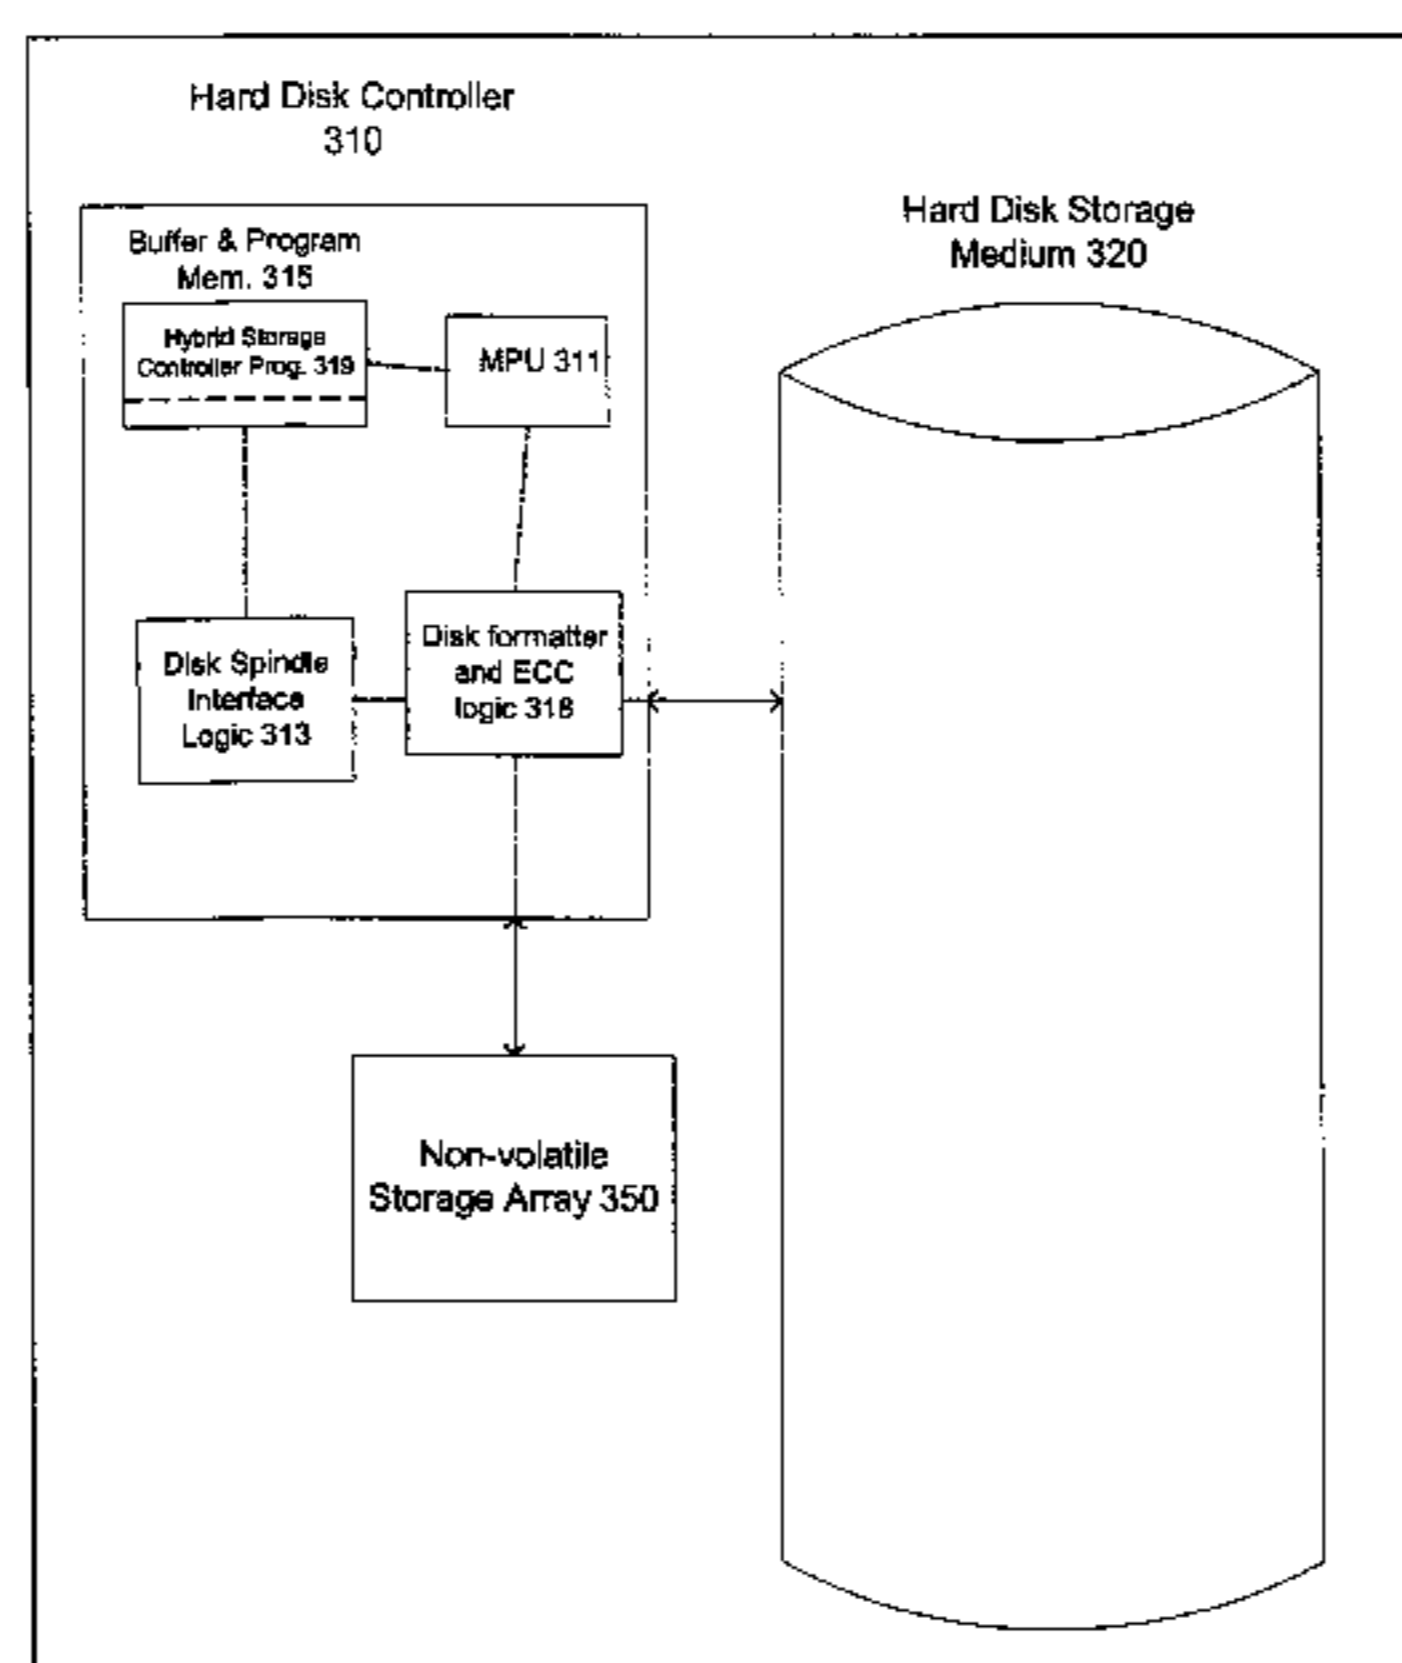 Hard Disk Controller
310
Hard Disk Storage
Medium 320
Buffer & Program
Mem. 315
Hybrid Storage
Controller Prog. 319
MPU 311
Disk Spindle
Interface
Logic 313
Disk formatter
and ECC
logic 318
Non-volatile
Storage Array 350